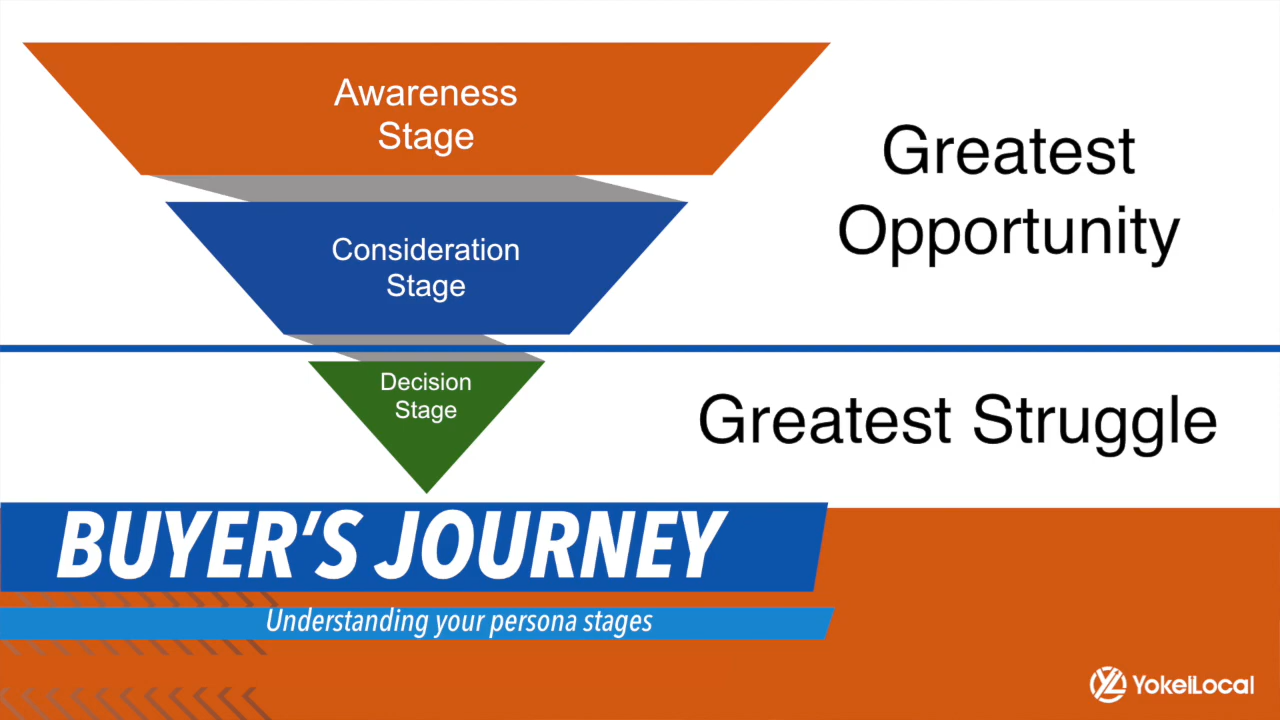 Awareness
Stage
Greatest
Opportunity
Consideration
Stage
Decision
Stage
Greatest Struggle
BUYER'S JOURNEY
Understanding your persona stages
YokelLocal